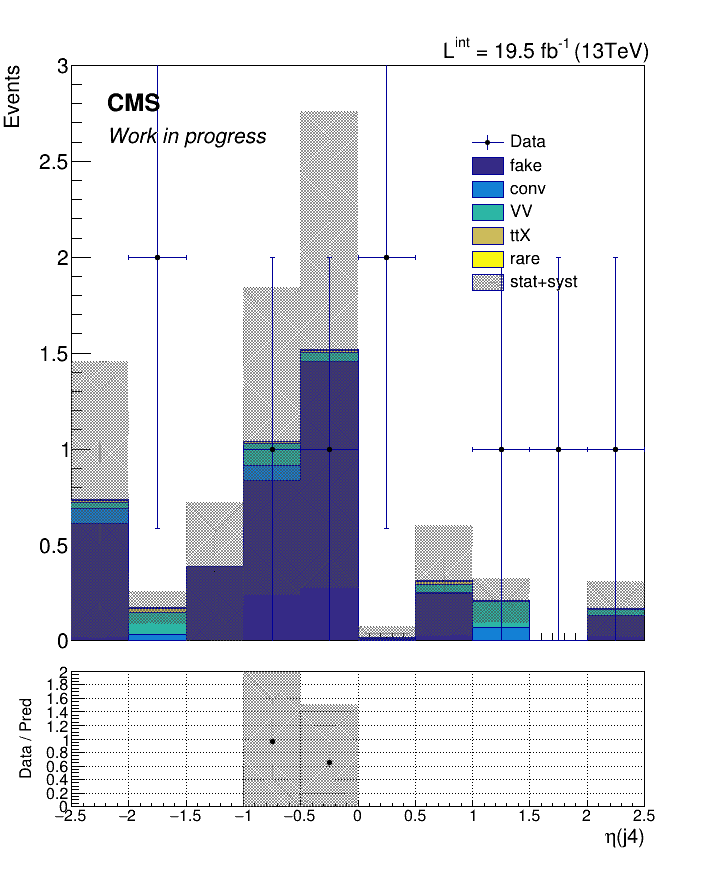 L^int = 19.5 fb^-1 (13TeV)
Events
3
2.5
2
1.5
1
0.5
0
CMS
Work in progress
Data
fake
conv
VV
ttX
rare
stat+syst
Data / Pred
2
1.8
1.6
1.4
1.2
1
0.8
0.6
0.4
0.2
0
−2.5 −2 −1.5 −1 −0.5 0 0.5 1 1.5 2 2.5
η(j4)